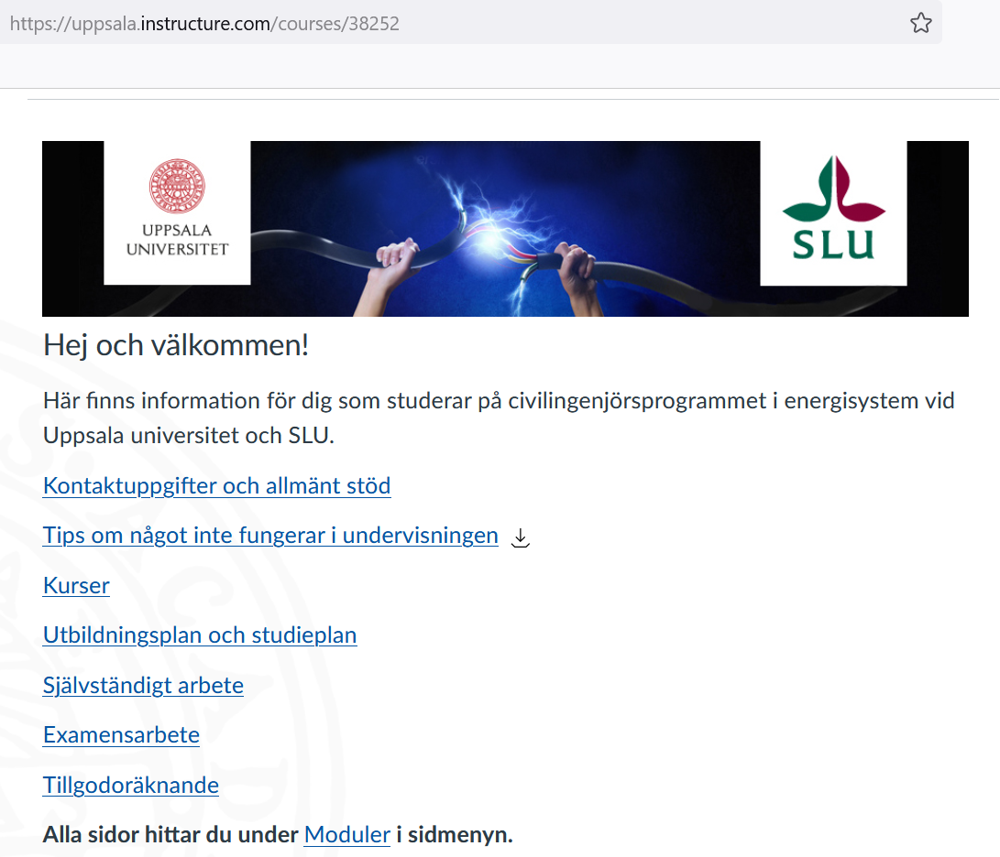 https://uppsala.instructure.com/courses/38252
UPPSALA
UNIVERSITET
SLU
Hej och välkommen!
Här finns information för dig som studerar på civilingenjörsprogrammet i energisystem vid
Uppsala universitet och SLU.
Kontaktuppgifter och allmänt stöd
Tips om något inte fungerar i undervisningen
Kurser
Utbildningsplan och studieplan
Självständigt arbete
Examensarbete
Tillgodoräknande
Alla sidor hittar du under Moduler i sidmenyn.